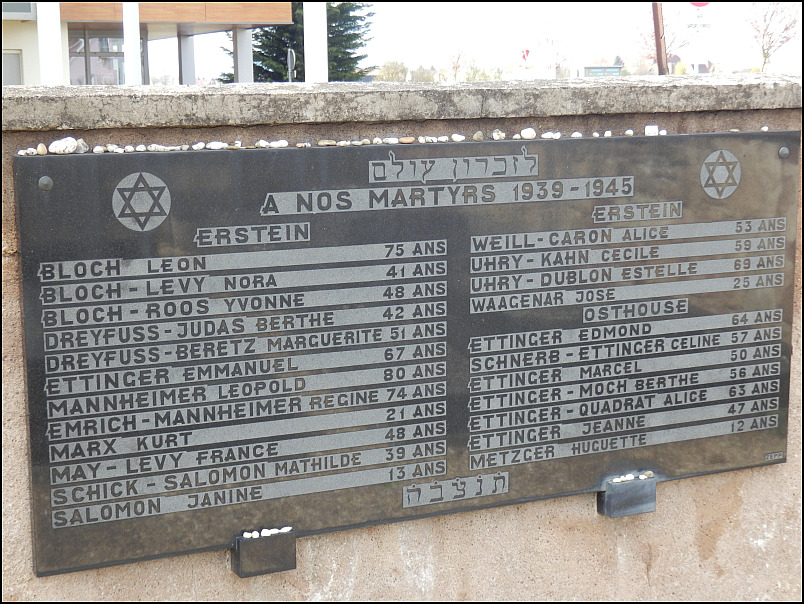 לזכרון עולם
A NOS MARTYRS 1939-1945
ERSTEIN
BLOCH LEON 75 ANS
BLOCH-LEVY NORA 41 ANS
BLOCH-ROOS YVONNE 48 ANS
DREYFUSS-JUDAS BERTHE 42 ANS
DREYFUSS-BERETZ MARGUERITE 51 ANS
ETTINGER EMMANUEL 67 ANS
MANNHEIMER LEOPOLD 80 ANS
EMRICH-MANNHEIMER REGINE 74 ANS
MARX KURT 21 ANS
MAY-LEVY FRANCE 48 ANS
SCHICK-SALOMON MATHILDE 39 ANS
SALOMON JANINE 13 ANS
ERSTEIN
WEILL-CARON ALICE 53 ANS
UHRY-KAHN CECILE 59 ANS
UHRY-DUBLON ESTELLE 69 ANS
WAAGENAR JOSE 25 ANS
OSTHOUSE
ETTINGER EDMOND 64 ANS
SCHNERB-ETTINGER CELINE 57 ANS
ETTINGER MARCEL 50 ANS
ETTINGER-MOCH BERTHE 56 ANS
ETTINGER-QUADRAT ALICE 63 ANS
ETTINGER JEANNE 47 ANS
METZGER HUGUETTE 12 ANS
תנצבה
ZEPP